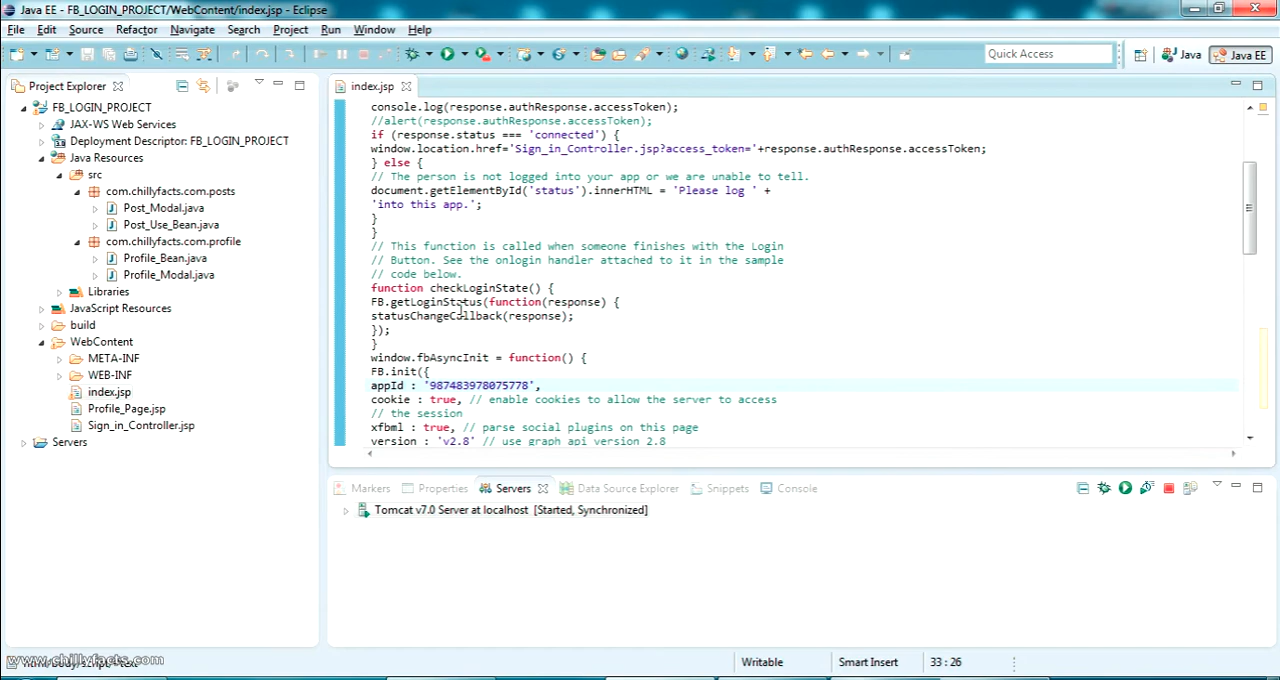 Java EE - FB_LOGIN_PROJECT/WebContent/index.jsp - Eclipse
File Edit Source Refactor Navigate Search Project Run Window Help
Quick Access
Java
Java EE
Project Explorer
FB_LOGIN_PROJECT
JAX-WS Web Services
Deployment Descriptor: FB_LOGIN_PROJECT
Java Resources
src
com.chillyfacts.com.posts
Post_Modal.java
Post_Use_Bean.java
com.chillyfacts.com.profile
Profile_Bean.java
Profile_Modal.java
Libraries
JavaScript Resources
build
WebContent
META-INF
WEB-INF
index.jsp
Profile_Page.jsp
Sign_in_Controller.jsp
Servers
index.jsp
console.log(response.authResponse.accessToken);
//alert(response.authResponse.accessToken);
if (response.status === 'connected') {
window.location.href='Sign_in_Controller.jsp?access_token='+response.authResponse.accessToken;
} else {
// The person is not logged into your app or we are unable to tell.
document.getElementById('status').innerHTML = 'Please log ' +
'into this app.';
}
}
// This function is called when someone finishes with the Login
// Button. See the onlogin handler attached to it in the sample
// code below.
function checkLoginState() {
FB.getLoginStatus(function(response) {
statusChangeCallback(response);
});
}
window.fbAsyncInit = function() {
FB.init({
appId : '987483978075778',
cookie : true, // enable cookies to allow the server to access
// the session
xfbml : true, // parse social plugins on this page
version : 'v2.8' // use graph api version 2.8
Markers Properties Servers Data Source Explorer Snippets Console
Tomcat v7.0 Server at localhost [Started, Synchronized]
www.chillyfacts.com
Writable Smart Insert 33 : 26